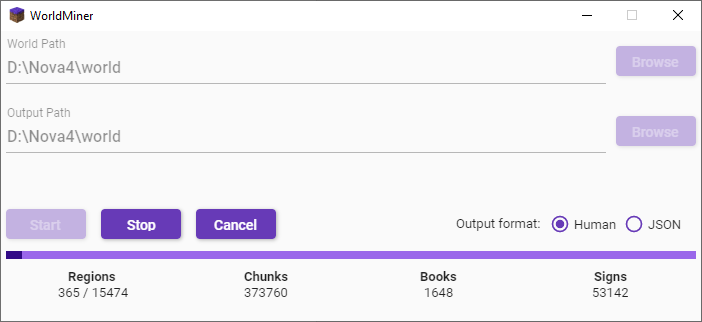 WorldMiner
World Path
D:\Nova4\world
Browse
Output Path
D:\Nova4\world
Browse
Start Stop Cancel Output format: Human JSON
Regions Chunks Books Signs
365 / 15474 373760 1648 53142